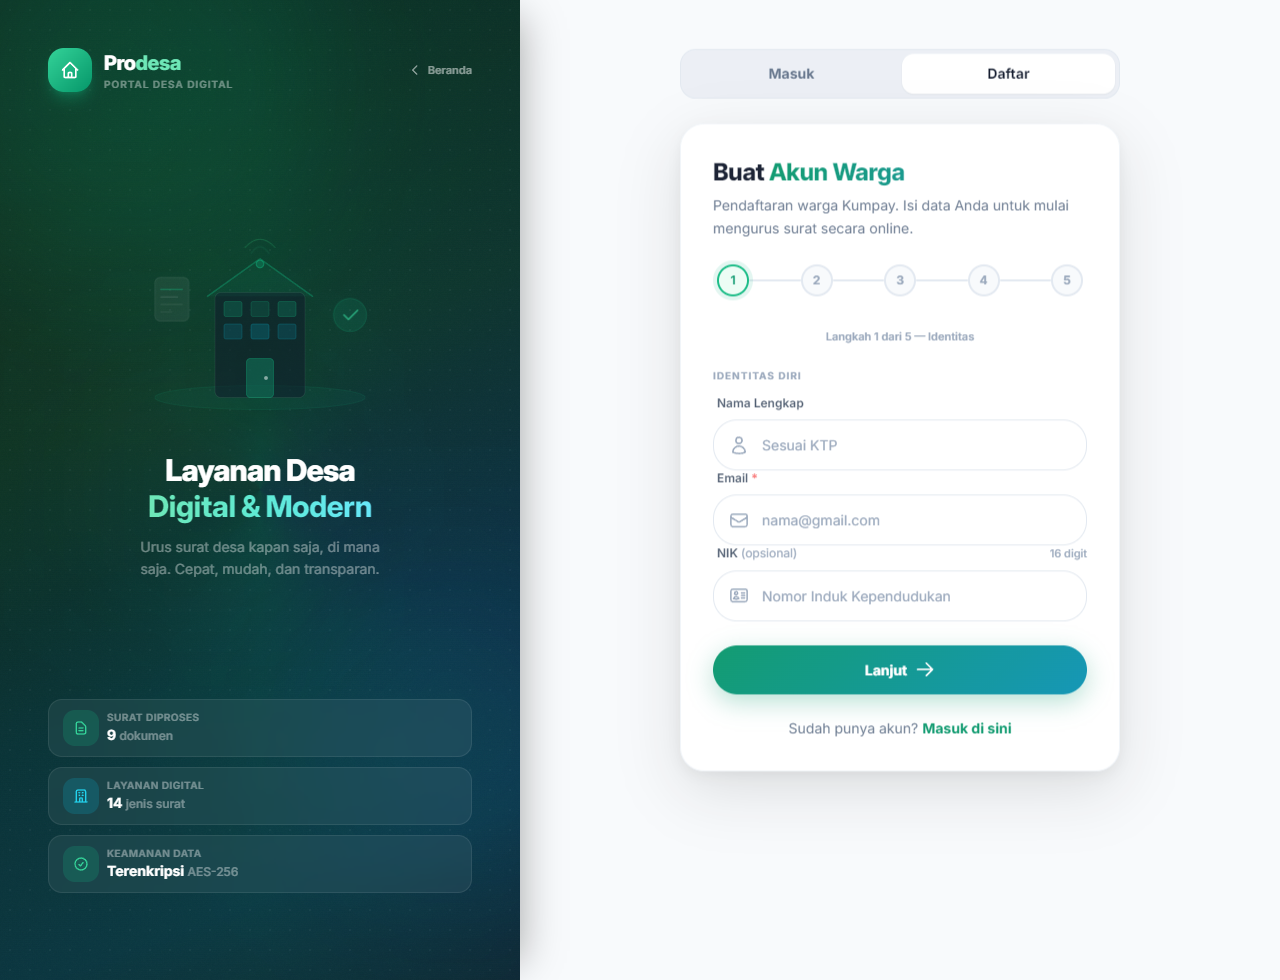 Prodesa
PORTAL DESA DIGITAL
Beranda
Layanan Desa
Digital & Modern
Urus surat desa kapan saja, di mana
saja. Cepat, mudah, dan transparan.
SURAT DIPROSES
9 dokumen
LAYANAN DIGITAL
14 jenis surat
KEAMANAN DATA
Terenkripsi AES-256
Masuk
Daftar
Buat Akun Warga
Pendaftaran warga Kumpay. Isi data Anda untuk mulai
mengurus surat secara online.
1 2 3 4 5
Langkah 1 dari 5 — Identitas
IDENTITAS DIRI
Nama Lengkap
Sesuai KTP
Email *
nama@gmail.com
NIK (opsional) 16 digit
Nomor Induk Kependudukan
Lanjut
Sudah punya akun? Masuk di sini